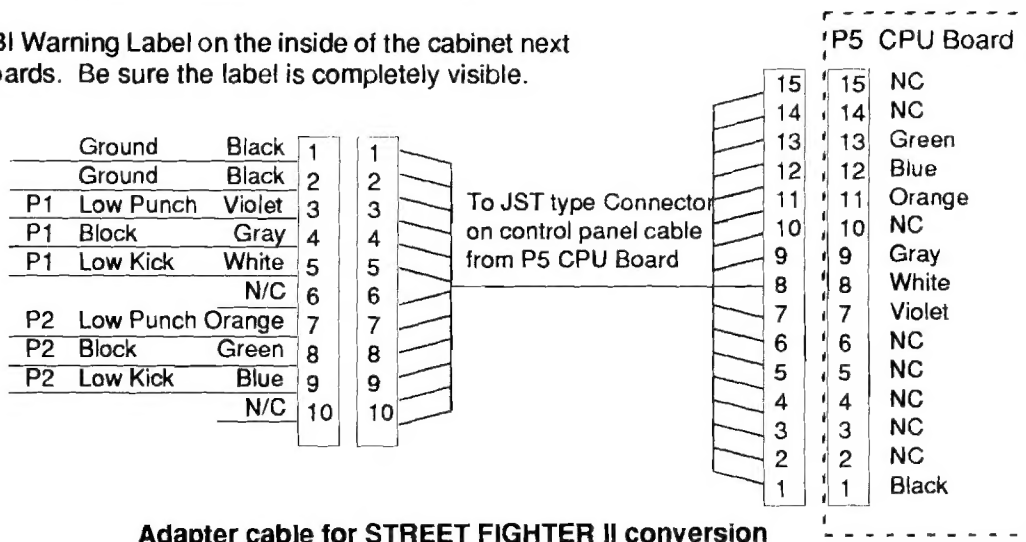 BI Warning Label on the inside of the cabinet next
ards. Be sure the label is completely visible.
P5 CPU Board
15 15 NC
14 14 NC
13 13 Green
12 12 Blue
11 11 Orange
10 10 NC
9 9 Gray
8 8 White
7 7 Violet
6 6 NC
5 5 NC
4 4 NC
3 3 NC
2 2 NC
1 1 Black
Ground Black 1 1
Ground Black 2 2
P1 Low Punch Violet 3 3
P1 Block Gray 4 4
P1 Low Kick White 5 5
N/C 6 6
P2 Low Punch Orange 7 7
P2 Block Green 8 8
P2 Low Kick Blue 9 9
N/C 10 10
To JST type Connector
on control panel cable
from P5 CPU Board
Adapter cable for STREET FIGHTER II conversion